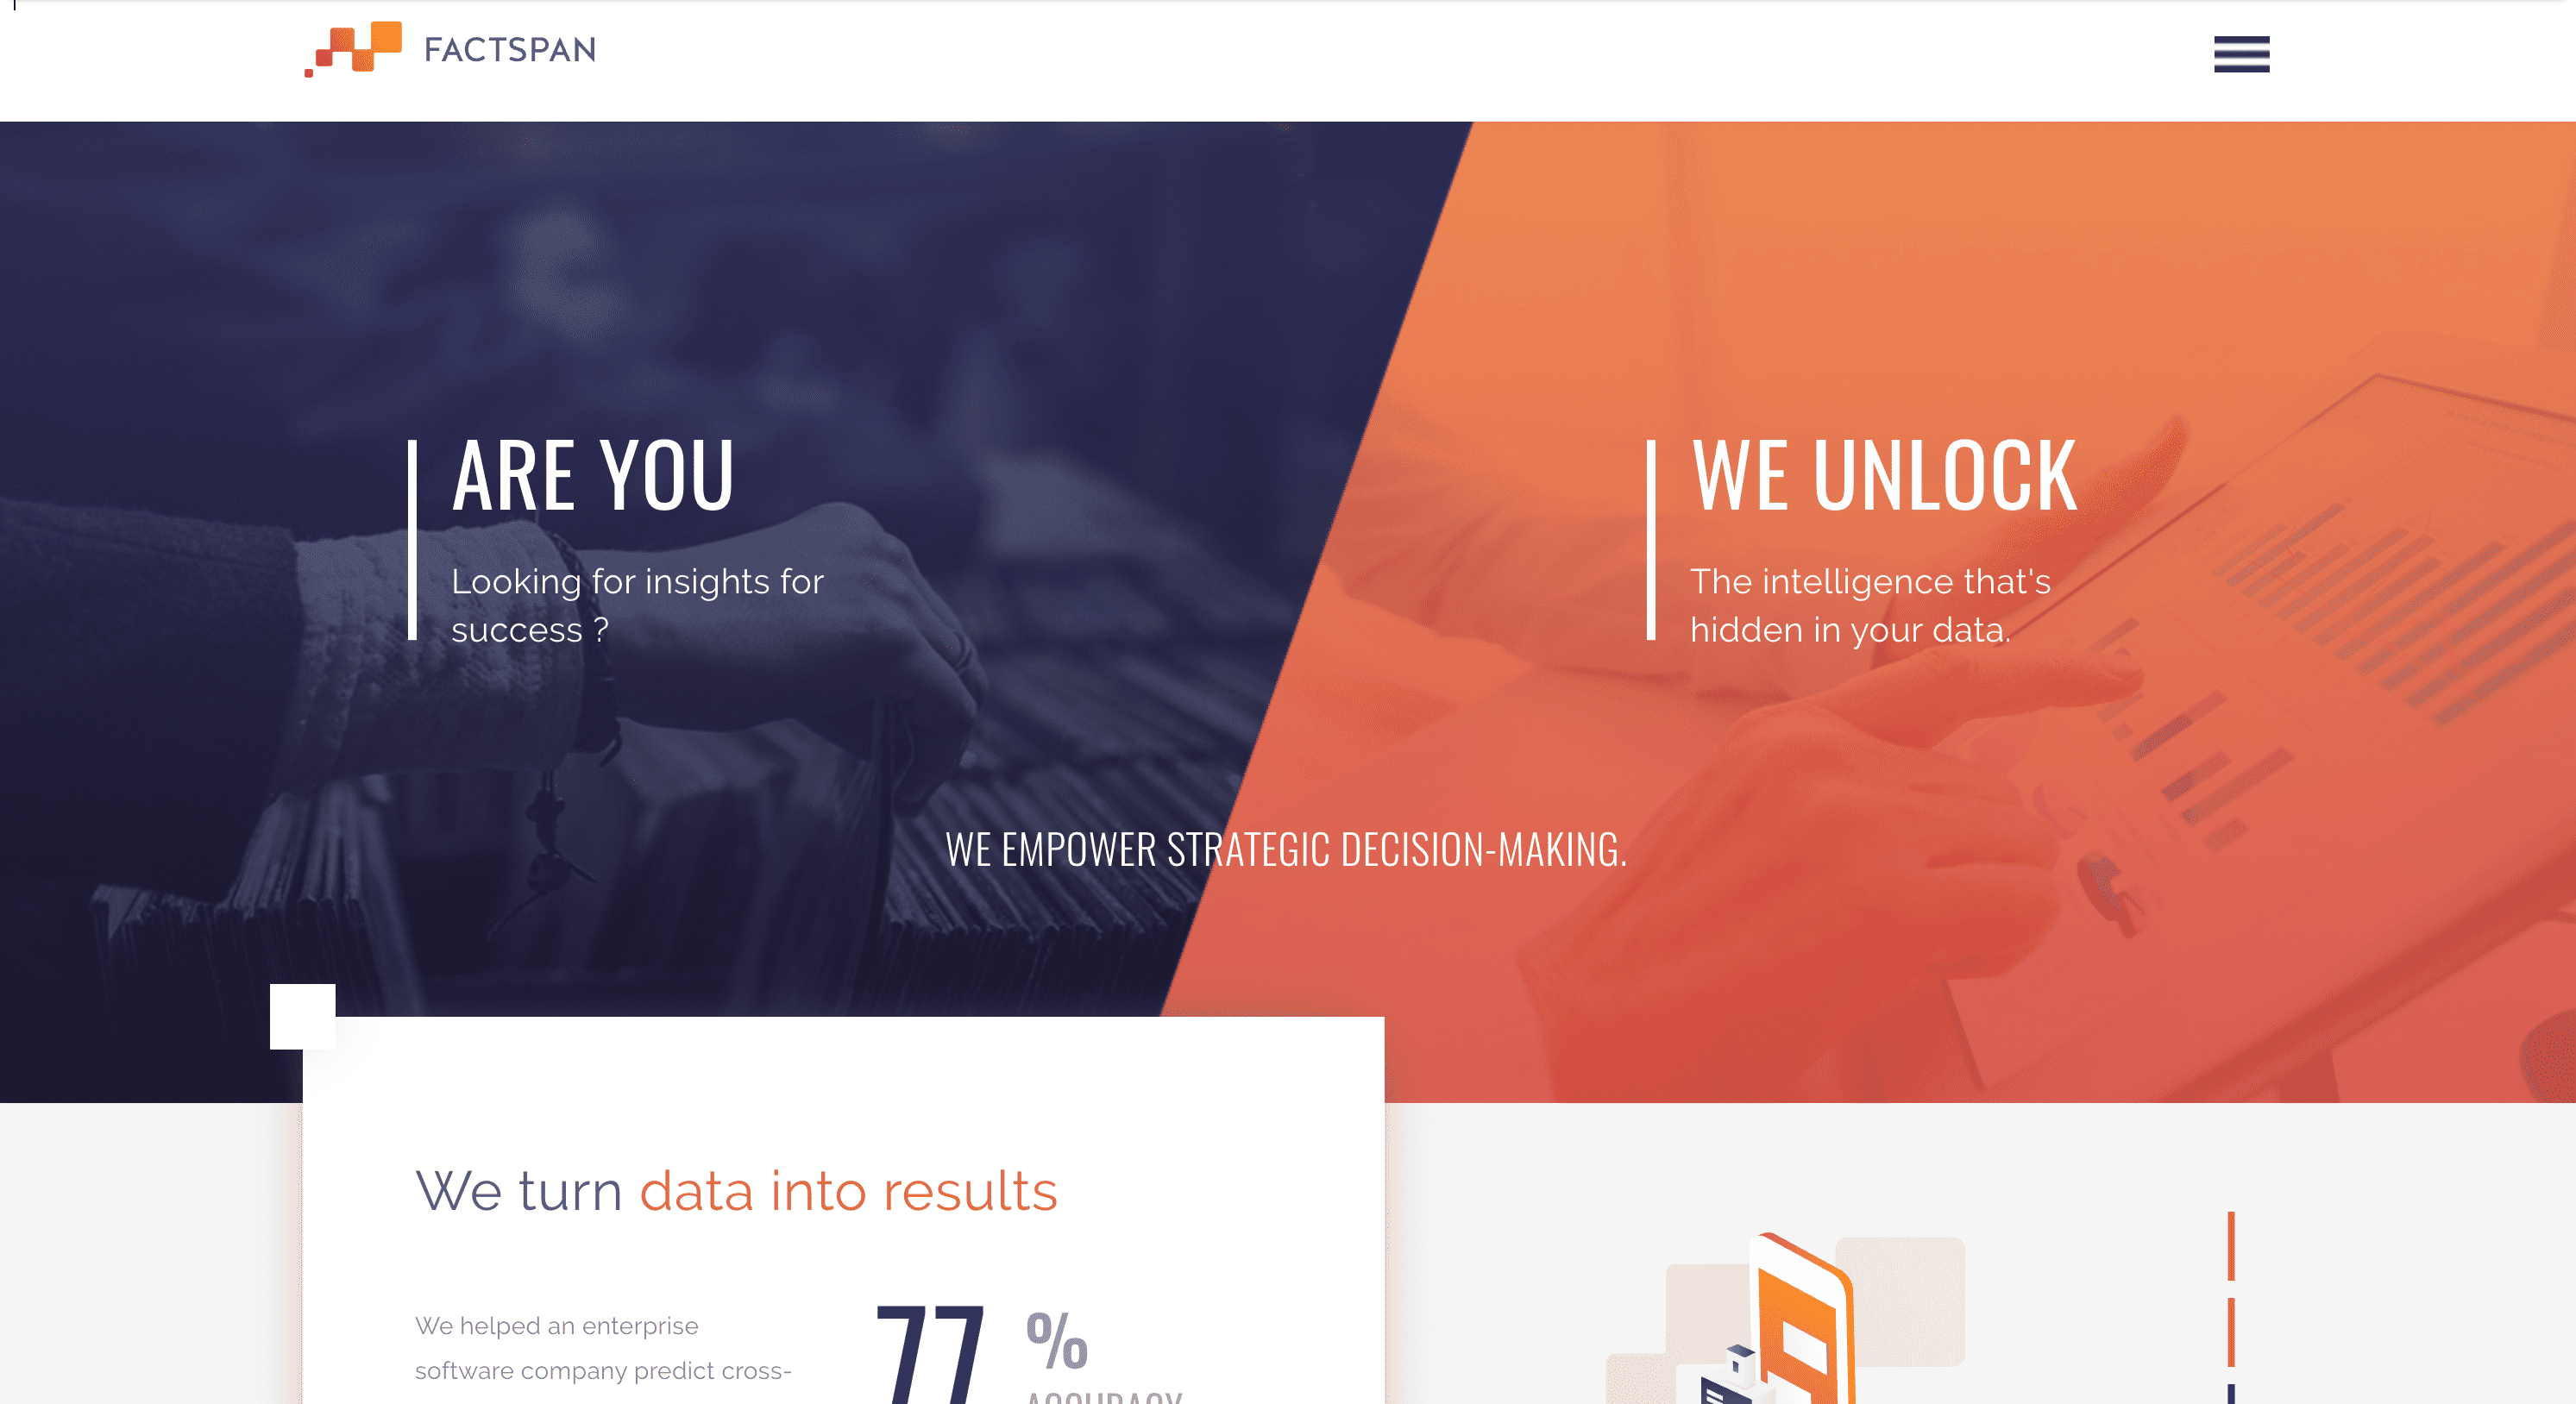 FACTSPAN
ARE YOU
Looking for insights for
success ?
WE UNLOCK
The intelligence that's
hidden in your data.
WE EMPOWER STRATEGIC DECISION-MAKING.
We turn data into results
We helped an enterprise
software company predict cross-
77 %
ACCURACY